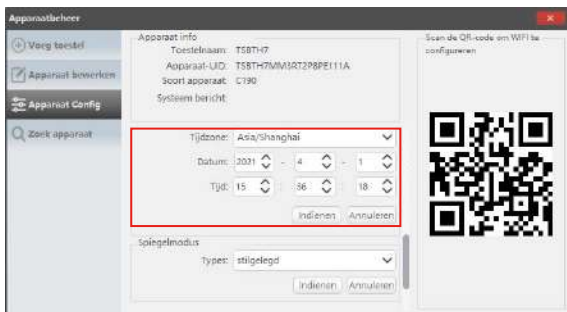 Apparaatbeheer
Voeg toestel
Apparaat bewerken
Apparaat Config
Zoek apparaat
Apparaat info
Toestelnaam: TSBTH7
Apparaat-UID: TSBTH7MM3RT2P8PE111A
Soort apparaat: C190
Systeem bericht:
Tijdzone: Asia/Shanghai
Datum: 2021 - 4 - 1
Tijd: 15 : 36 : 18
Indienen Annuleren
Spiegelmodus
Types: stilgelegd
Indienen Annuleren
Scan de QR-code om WIFI te
configureren